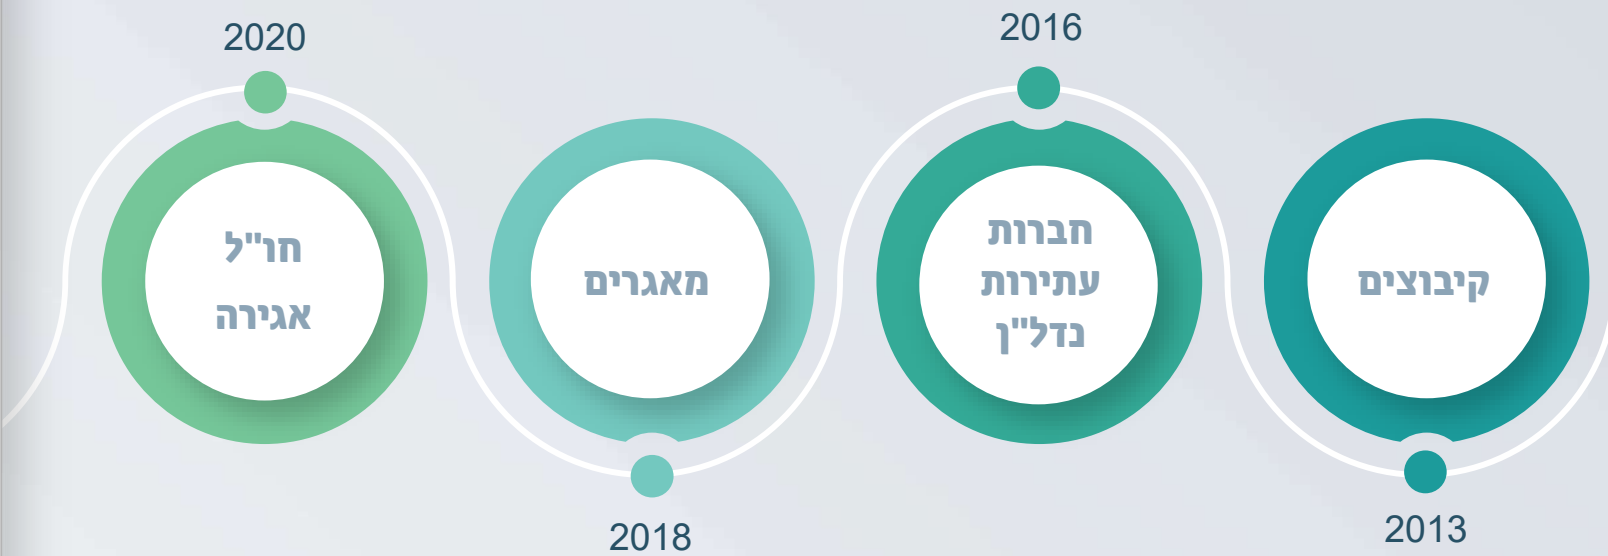 2013
קיבוצים
2016
חברות
עתירות
נדל"ן
2018
מאגרים
2020
חו"ל
אגירה